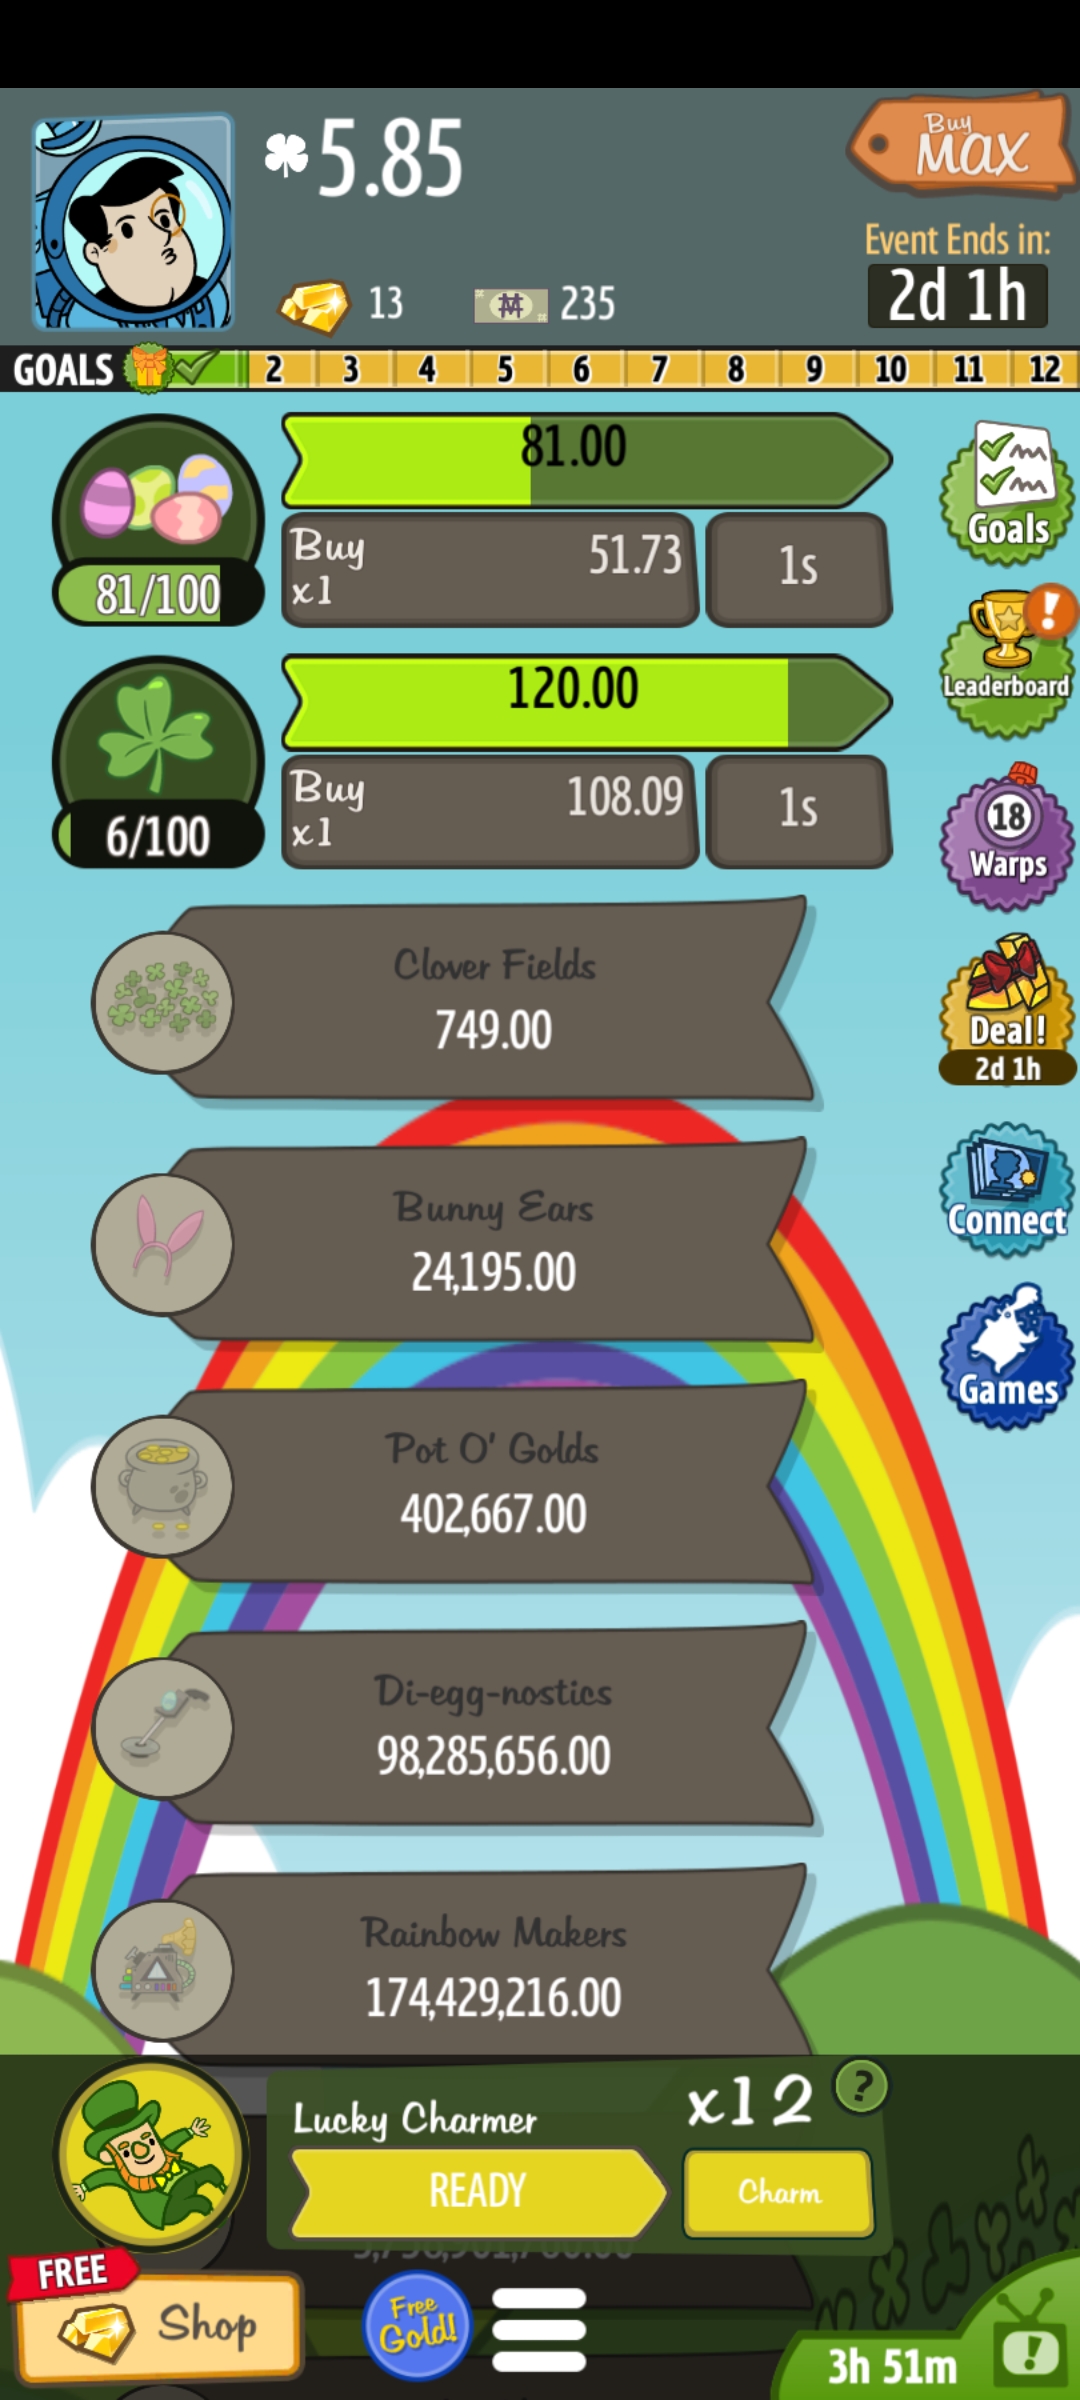 5.85
Buy
MAX
13
235
Event Ends in:
2d 1h
GOALS 2 3 4 5 6 7 8 9 10 11 12
81.00
Buy
x1
51.73
1s
81/100
Goals
120.00
Buy
x1
108.09
1s
6/100
Leaderboard
18
Warps
Clover Fields
749.00
Deal!
2d 1h
Bunny Ears
24,195.00
Connect
Pot O' Golds
402,667.00
Games
Di-egg-nostics
98,285,656.00
Rainbow Makers
174,429,216.00
Lucky Charmer
x12
?
READY
Charm
FREE
Shop
Free
Gold!
3h 51m